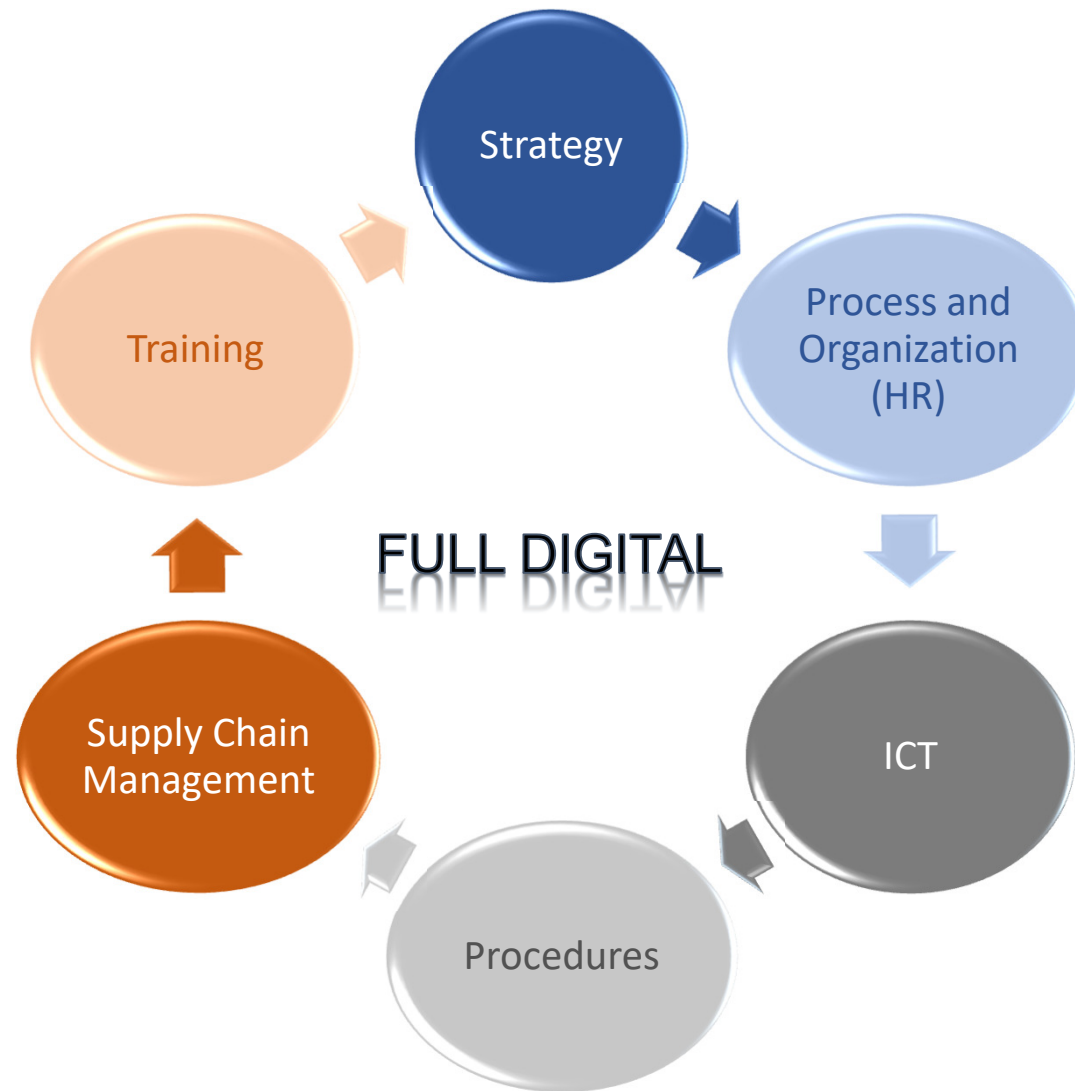 Strategy
Process and
Organization
(HR)
ICT
Procedures
Supply Chain
Management
Training
FULL DIGITAL